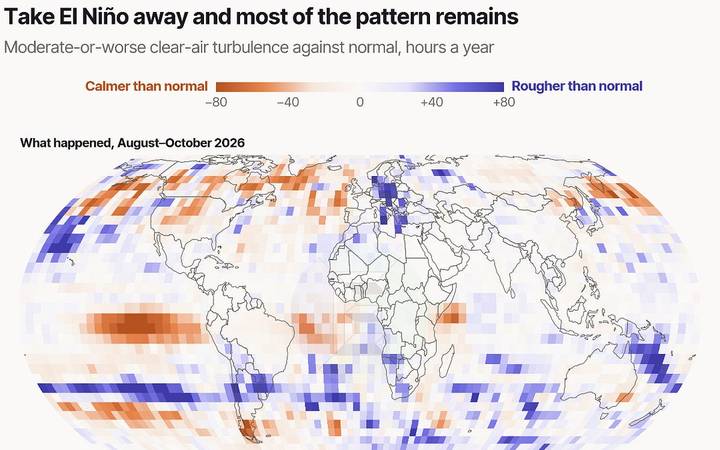 Take El Niño away and most of the pattern remains
Moderate-or-worse clear-air turbulence against normal, hours a year
Calmer than normal Rougher than normal
−80 −40 0 +40 +80
What happened, August–October 2026